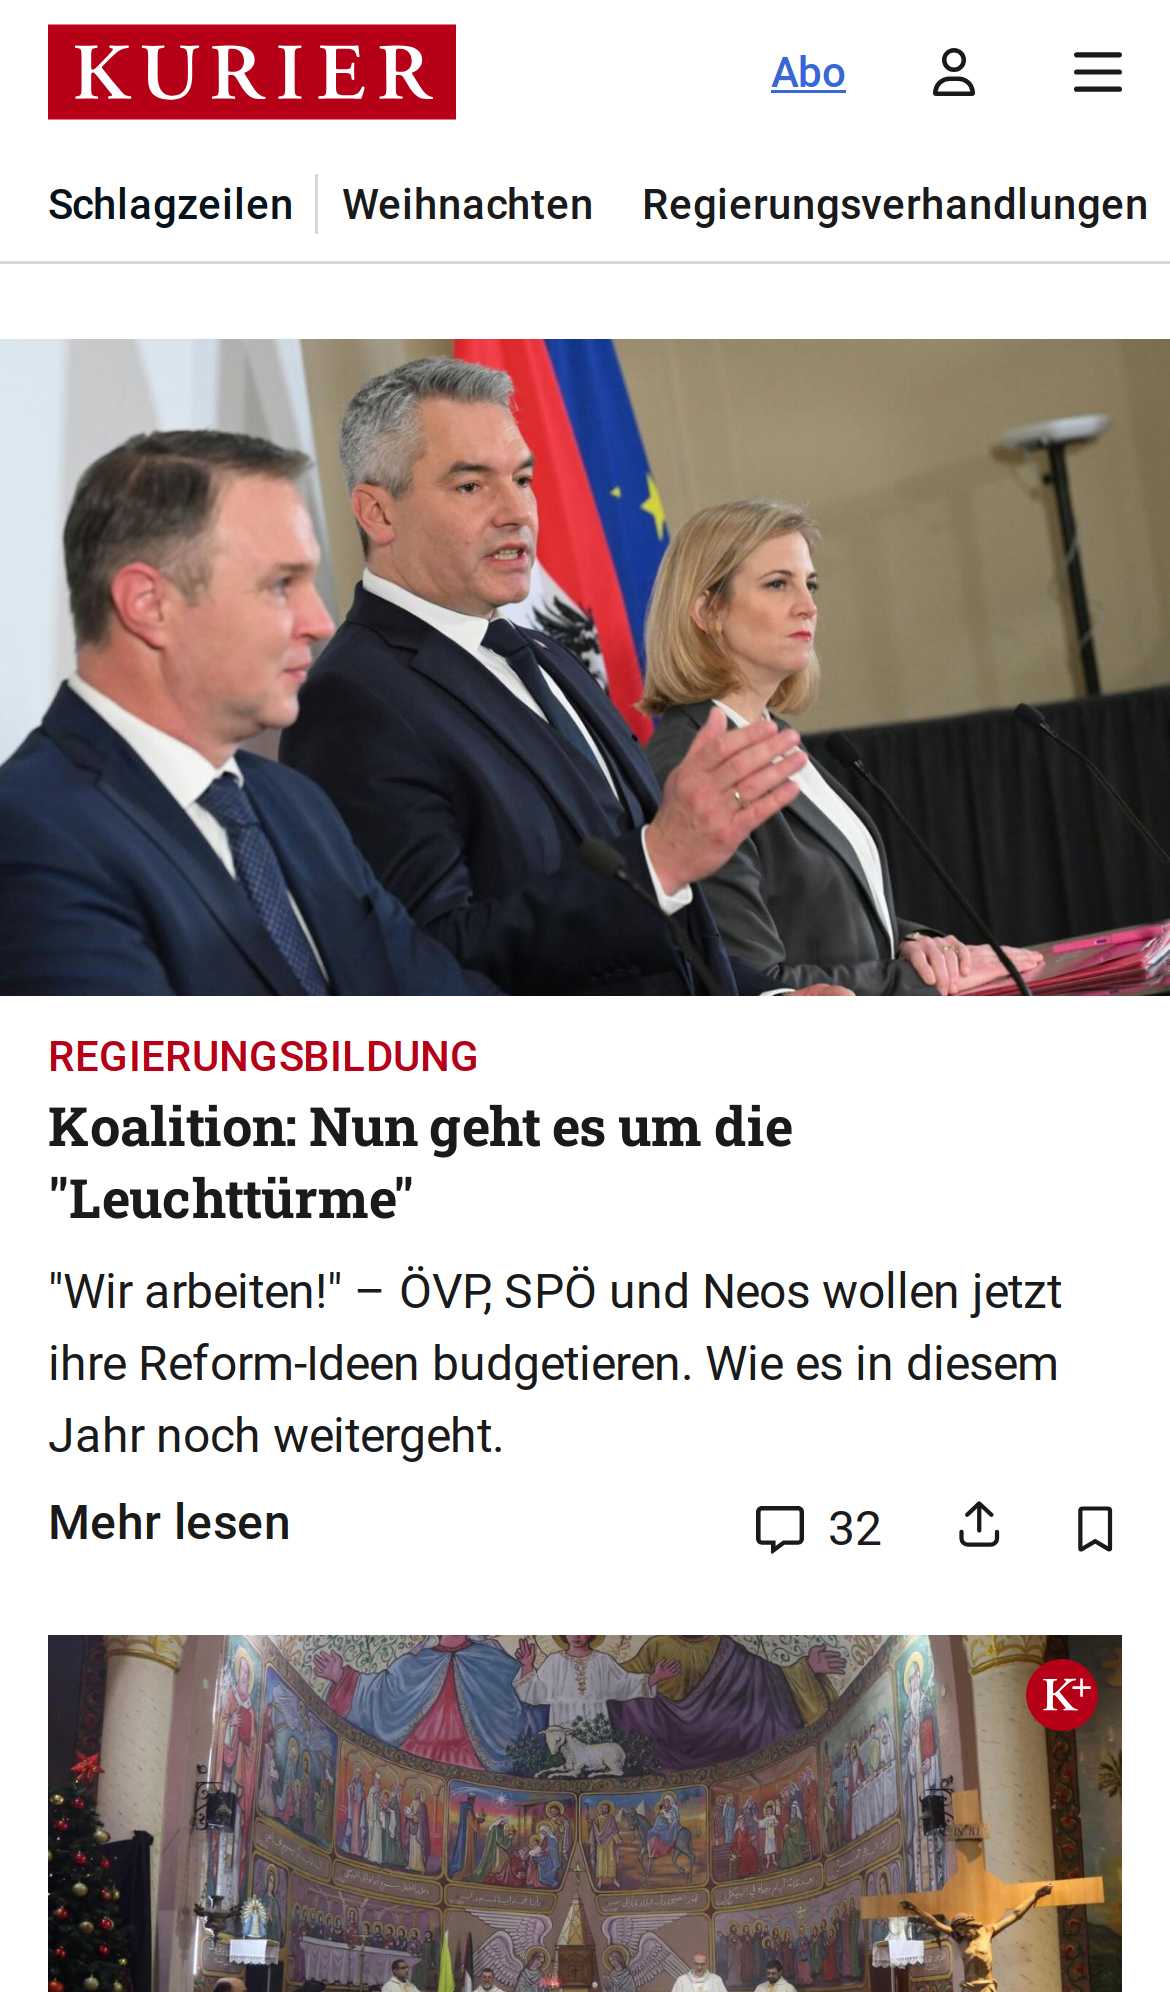 KURIER
Abo
Schlagzeilen
Weihnachten
Regierungsverhandlungen
REGIERUNGSBILDUNG
Koalition: Nun geht es um die
"Leuchttürme"
"Wir arbeiten!" – ÖVP, SPÖ und Neos wollen jetzt
ihre Reform-Ideen budgetieren. Wie es in diesem
Jahr noch weitergeht.
Mehr lesen
32
K+